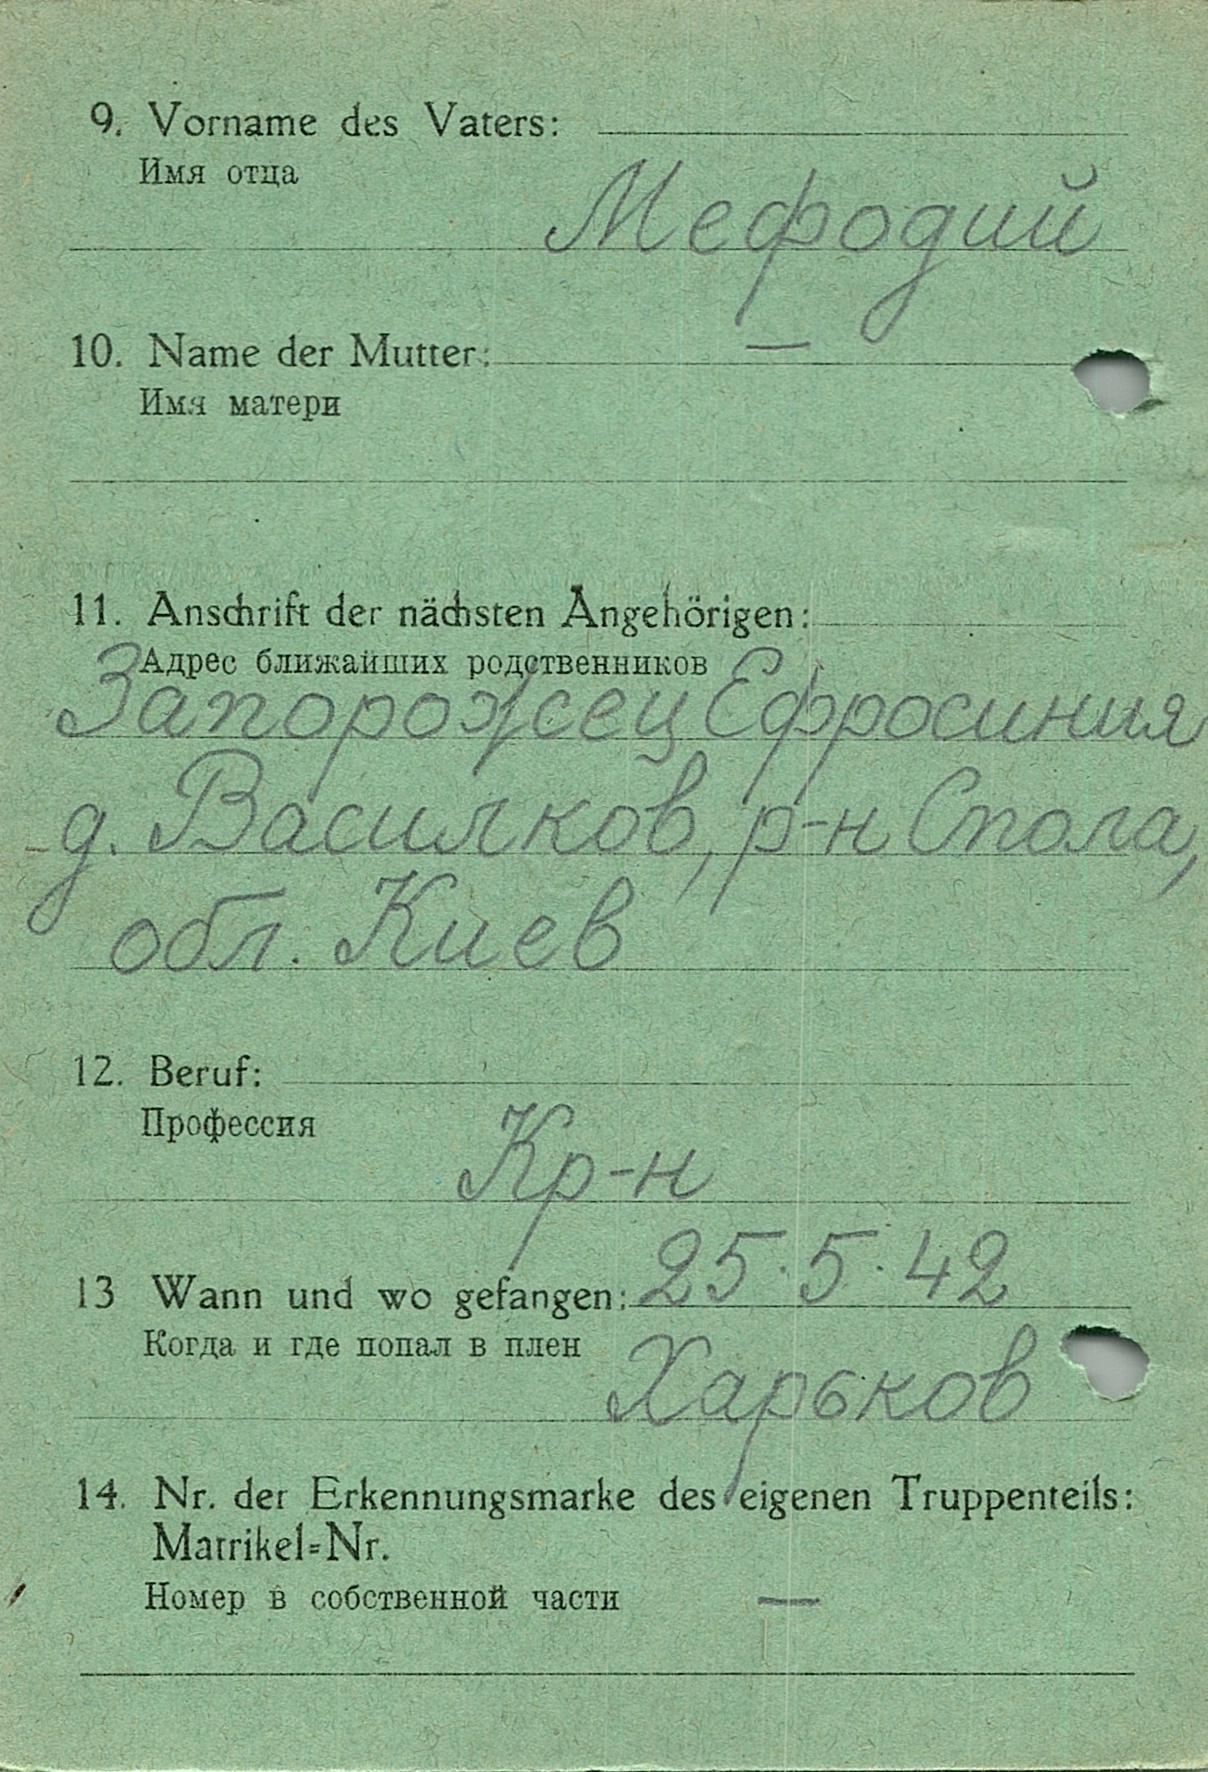 9. Vorname des Vaters:
Имя отца
Мефодий
10. Name der Mutter: —
Имя матери
11. Anschrift der nächsten Angehörigen:
Адрес ближайших родственников
Запорожец Ефросиния
д. Василков, р-н Спола,
обл. Киев
12. Beruf:
Профессия
Кр-н
13 Wann und wo gefangen: 25.5.42
Когда и где попал в плен
Харьков
14. Nr. der Erkennungsmarke des eigenen Truppenteils:
Matrikel=Nr.
Номер в собственной части —